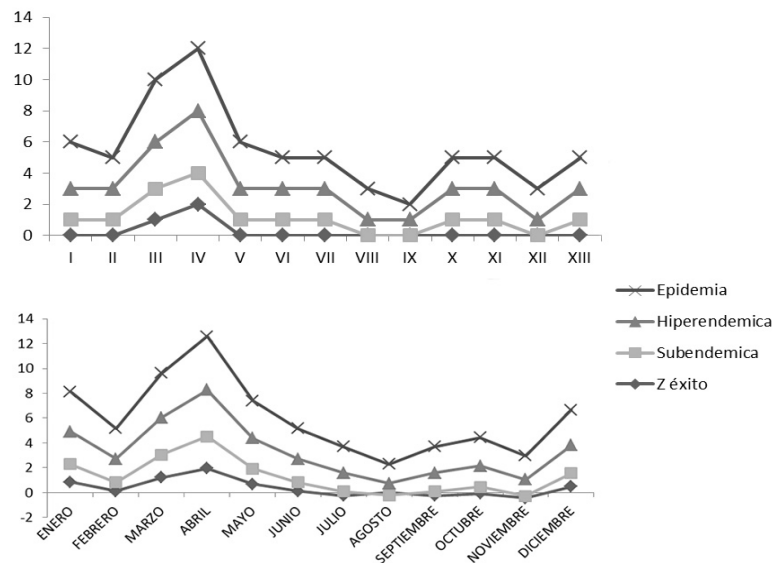 14
12
10
8
6
4
2
0
I II III IV V VI VII VIII IX X XI XII XIII
14
12
10
8
6
4
2
0
-2
ENERO FEBRERO MARZO ABRIL MAYO JUNIO JULIO AGOSTO SEPTIEMBRE OCTUBRE NOVIEMBRE DICIEMBRE
Epidemia
Hiperendemica
Subendemica
Z éxito